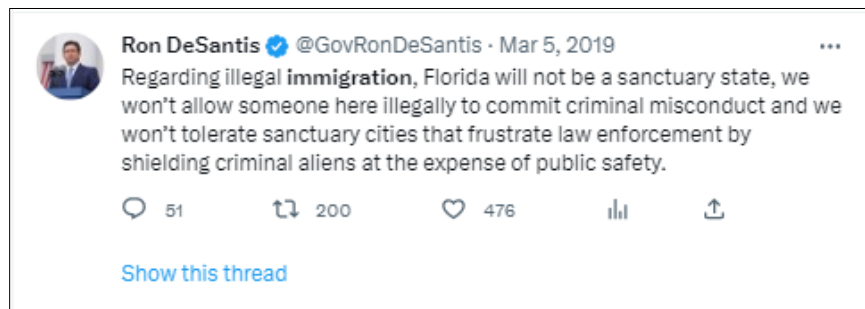 Ron DeSantis @GovRonDeSantis · Mar 5, 2019
Regarding illegal immigration, Florida will not be a sanctuary state, we
won’t allow someone here illegally to commit criminal misconduct and we
won’t tolerate sanctuary cities that frustrate law enforcement by
shielding criminal aliens at the expense of public safety.
51 200 476
Show this thread